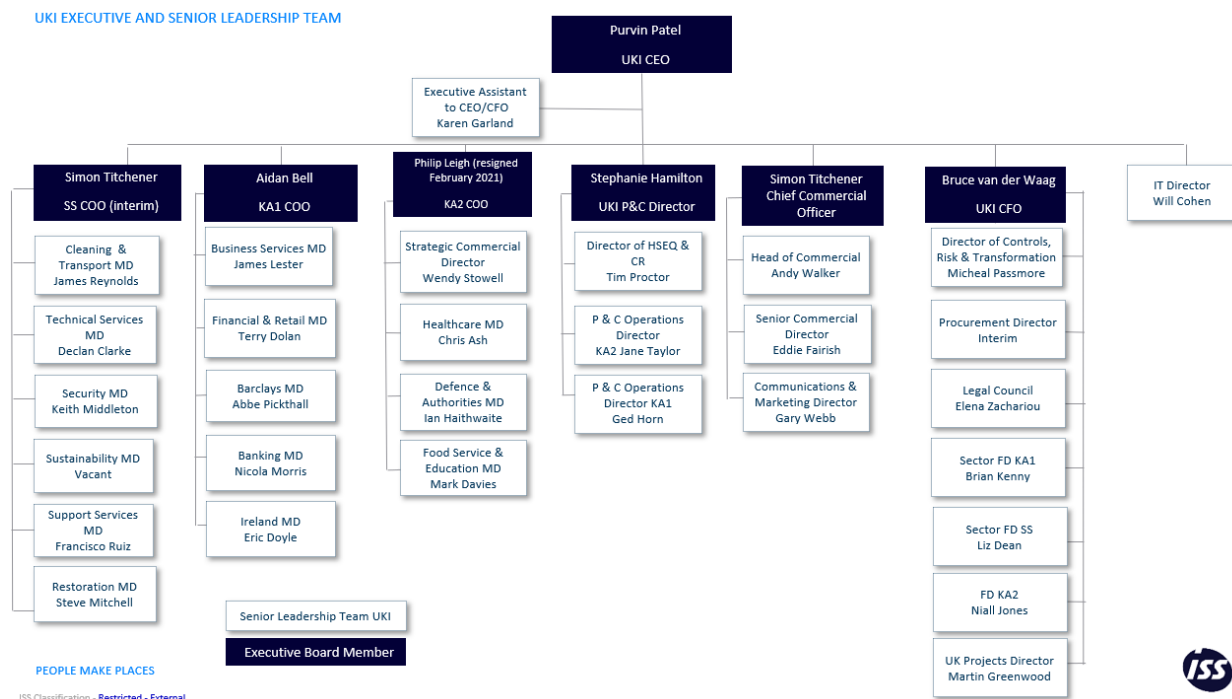 UKI EXECUTIVE AND SENIOR LEADERSHIP TEAM
Purvin Patel
UKI CEO
Executive Assistant
to CEO/CFO
Karen Garland
Simon Titchener
SS COO (interim)
Cleaning &
Transport MD
James Reynolds
Technical Services
MD
Declan Clarke
Security MD
Keith Middleton
Sustainability MD
Vacant
Support Services
MD
Francisco Ruiz
Restoration MD
Steve Mitchell
Aidan Bell
KA1 COO
Business Services MD
James Lester
Financial & Retail MD
Terry Dolan
Barclays MD
Abbe Pickthall
Banking MD
Nicola Morris
Ireland MD
Eric Doyle
Philip Leigh (resigned
February 2021)
KA2 COO
Strategic Commercial
Director
Wendy Stowell
Healthcare MD
Chris Ash
Defence &
Authorities MD
Ian Haithwaite
Food Service &
Education MD
Mark Davies
Stephanie Hamilton
UKI P&C Director
Director of HSEQ &
CR
Tim Proctor
P & C Operations
Director
KA2 Jane Taylor
P & C Operations
Director KA1
Ged Horn
Simon Titchener
Chief Commercial
Officer
Head of Commercial
Andy Walker
Senior Commercial
Director
Eddie Fairish
Communications &
Marketing Director
Gary Webb
Bruce van der Waag
UKI CFO
Director of Controls,
Risk & Transformation
Micheal Passmore
Procurement Director
Interim
Legal Council
Elena Zachariou
Sector FD KA1
Brian Kenny
Sector FD SS
Liz Dean
FD KA2
Niall Jones
UK Projects Director
Martin Greenwood
IT Director
Will Cohen
Senior Leadership Team UKI
Executive Board Member
PEOPLE MAKE PLACES
ISS Classification - Restricted - External
ISS